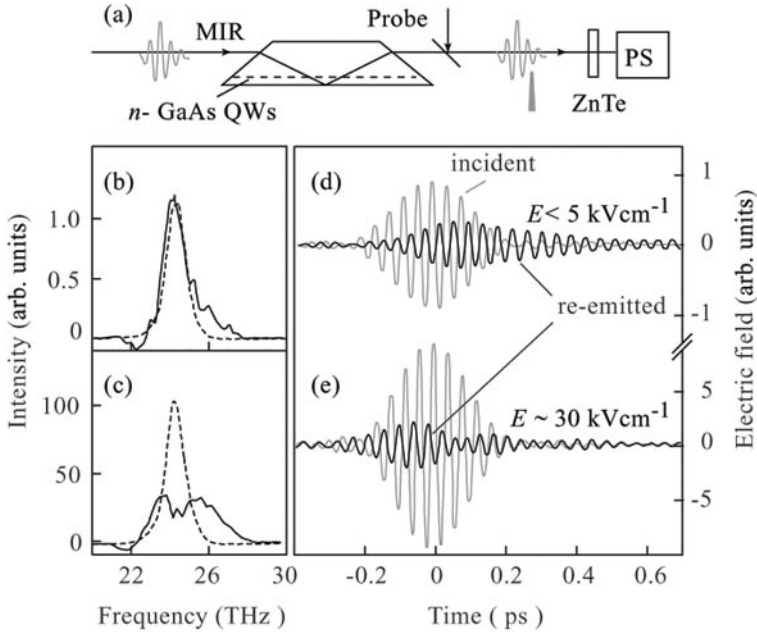 (a)
MIR
Probe
n- GaAs QWs
ZnTe
PS
(b)
1.0
0.5
0
(c)
100
50
0
22 26 30
Intensity (arb. units)
Frequency (THz )
(d)
incident
E< 5 kVcm-1
re-emitted
(e)
E ~ 30 kVcm-1
1
0
-1
5
0
-5
-0.2 0 0.2 0.4 0.6
Electric field (arb. units)
Time ( ps )